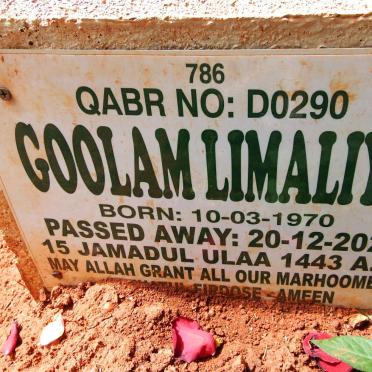 786
QABR NO: D0290
GOOLAM LIMALI
BORN: 10-03-1970
PASSED AWAY: 20-12-202
15 JAMADUL ULAA 1443 A
MAY ALLAH GRANT ALL OUR MARHOOME
FIRDOSE - AMEEN